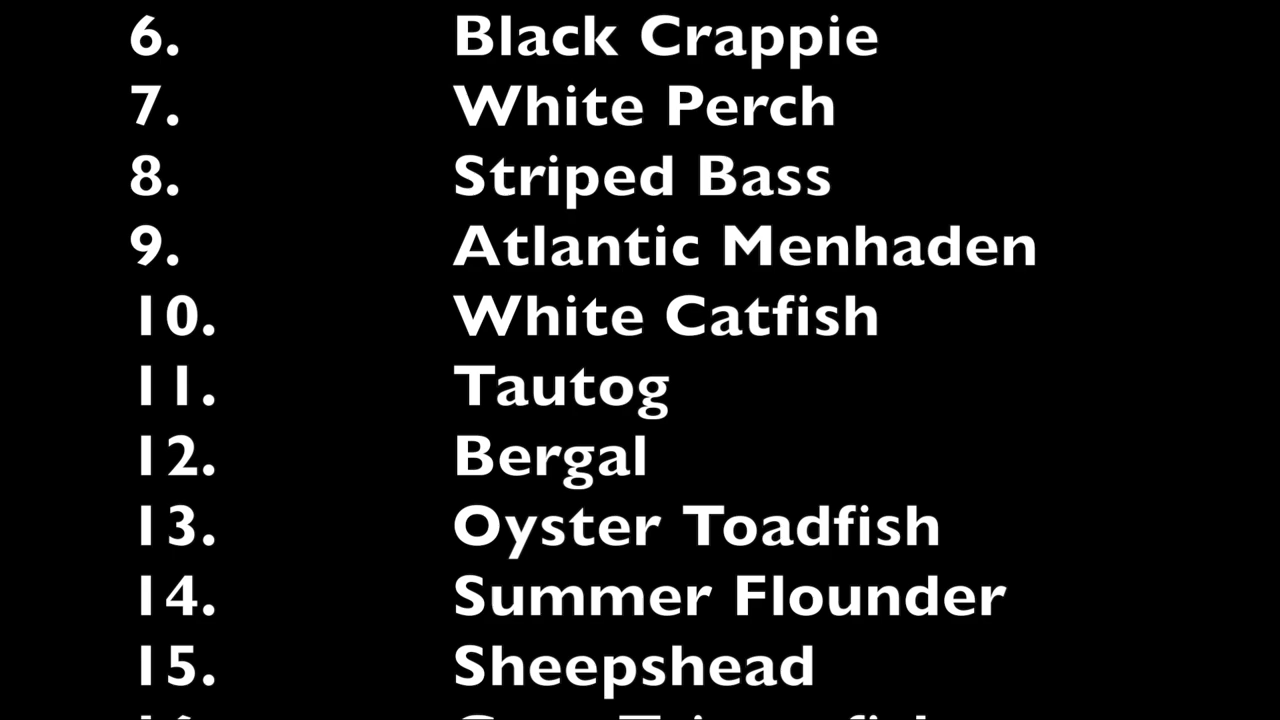 6. Black Crappie
7. White Perch
8. Striped Bass
9. Atlantic Menhaden
10. White Catfish
11. Tautog
12. Bergal
13. Oyster Toadfish
14. Summer Flounder
15. Sheepshead